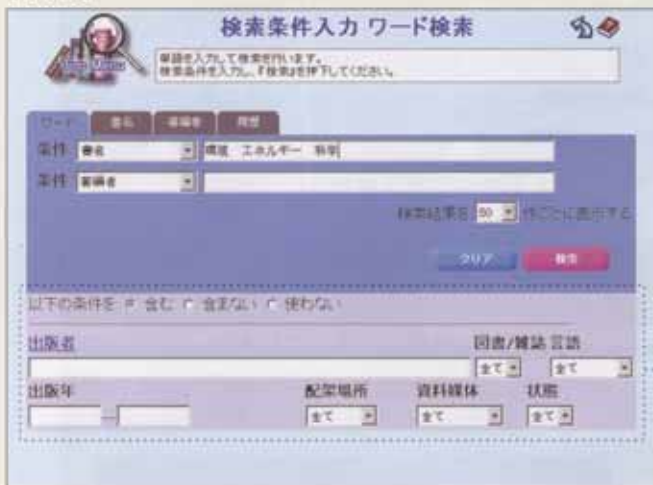 検索条件入力 ワード検索
単語を入力して検索を行います。
検索条件を入力し、『検索』を押下してください。
ワード 書名 著編者 履歴
条件 書名 環境 エネルギー 科学
条件 著編者
検索結果を 50 件ごとに表示する
クリア 検索
以下の条件を 含む 含まない 使わない
出版者 図書/雑誌 言語
全て 全て
出版年 配架場所 資料媒体 状態
— 全て 全て 全て